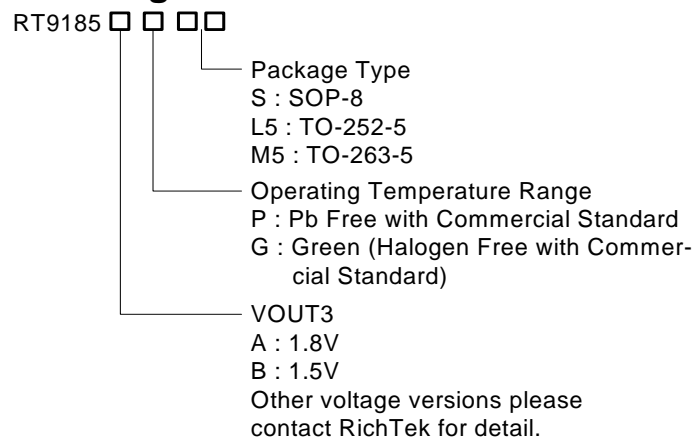 RT9185
Package Type
S : SOP-8
L5 : TO-252-5
M5 : TO-263-5
Operating Temperature Range
P : Pb Free with Commercial Standard
G : Green (Halogen Free with Commer-
cial Standard)
VOUT3
A : 1.8V
B : 1.5V
Other voltage versions please
contact RichTek for detail.